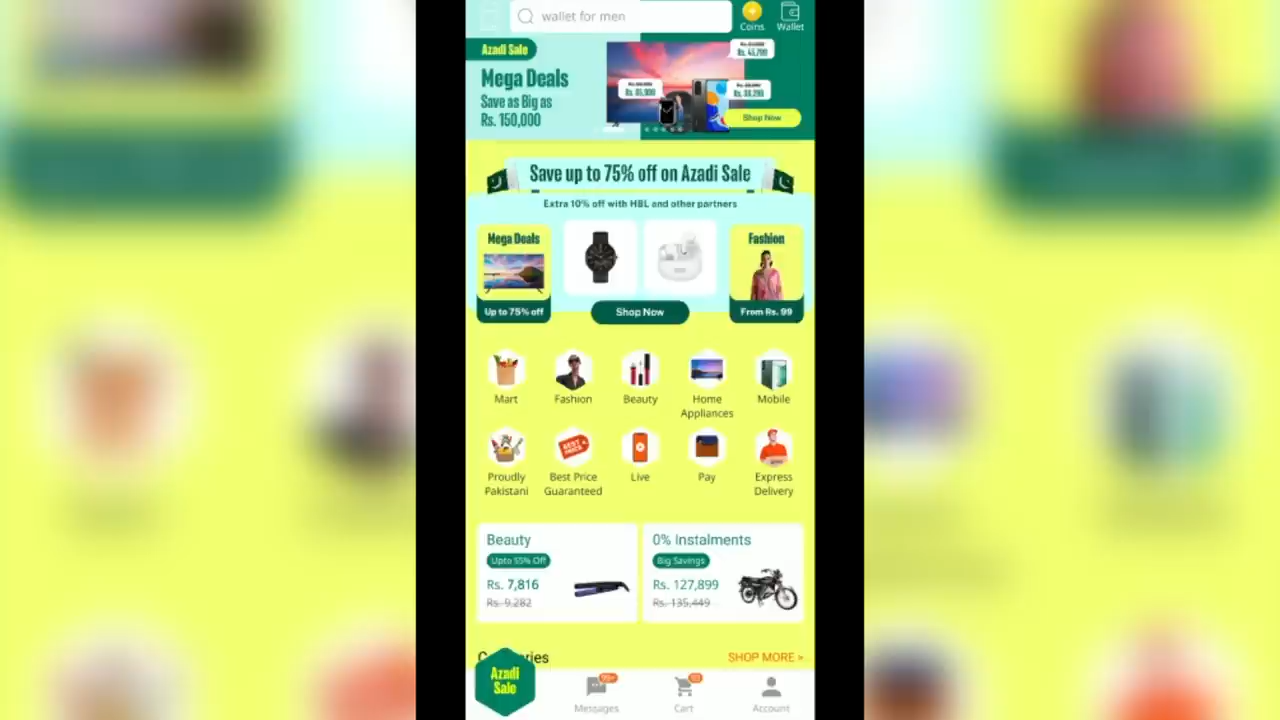 wallet for men
Coins
Wallet
Azadi Sale
Mega Deals
Save as Big as
Rs. 150,000
Shop Now
Save up to 75% off on Azadi Sale
Extra 10% off with HBL and other partners
Mega Deals
Up to 75% off
Shop Now
Fashion
From Rs. 99
Mart
Fashion
Beauty
Home
Appliances
Mobile
Proudly
Pakistani
Best Price
Guaranteed
BEST
PRICE
Live
Pay
Express
Delivery
Beauty
Upto 55% Off
Rs. 7,816
Rs. 9,282
0% Instalments
Big Savings
Rs. 127,899
Rs. 135,449
SHOP MORE >
Azadi
Sale
99+
Messages
Cart
Account